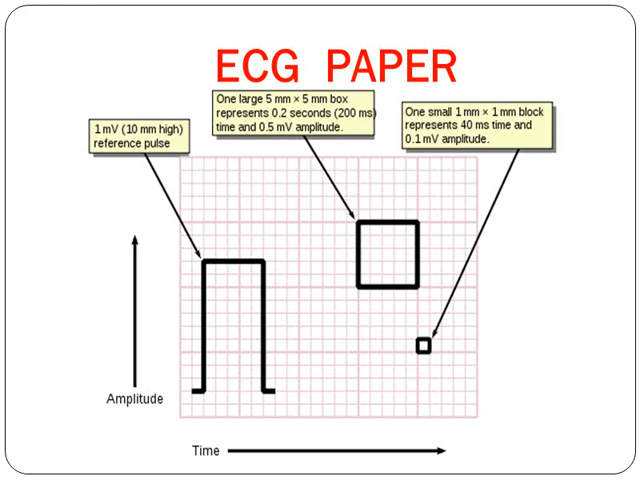 ECG PAPER
One large 5 mm × 5 mm box
represents 0.2 seconds (200 ms)
time and 0.5 mV amplitude.
One small 1 mm × 1 mm block
represents 40 ms time and
0.1 mV amplitude.
1 mV (10 mm high)
reference pulse
Amplitude
Time